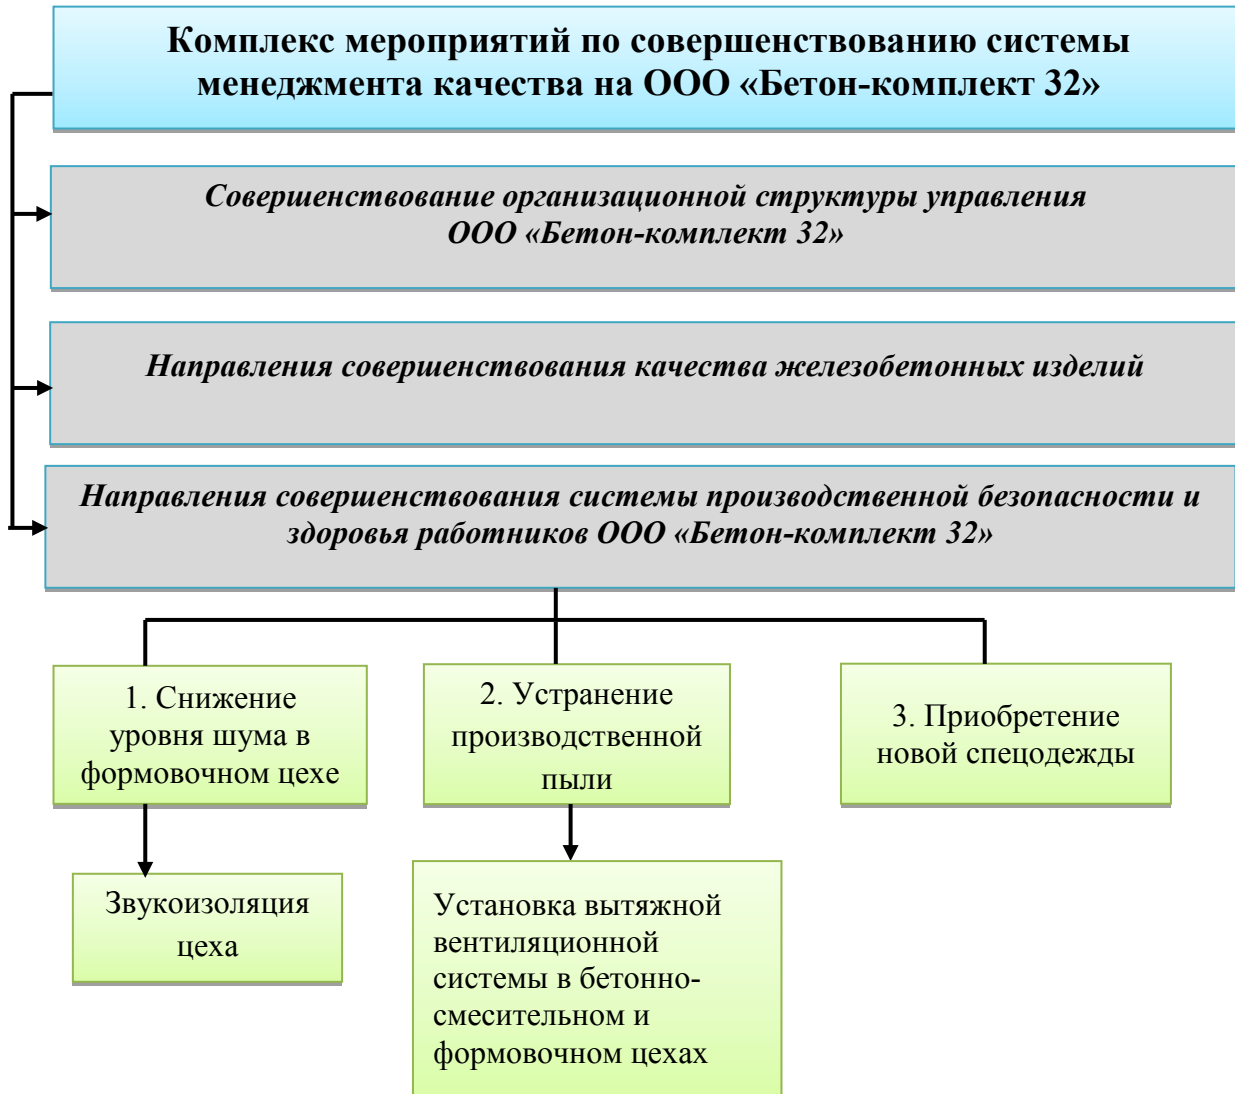 Комплекс мероприятий по совершенствованию системы
менеджмента качества на ООО «Бетон-комплект 32»
Совершенствование организационной структуры управления
ООО «Бетон-комплект 32»
Направления совершенствования качества железобетонных изделий
Направления совершенствования системы производственной безопасности и
здоровья работников ООО «Бетон-комплект 32»
1. Снижение
уровня шума в
формовочном цехе
2. Устранение
производственной
пыли
3. Приобретение
новой спецодежды
Звукоизоляция
цеха
Установка вытяжной
вентиляционной
системы в бетонно-
смесительном и
формовочном цехах